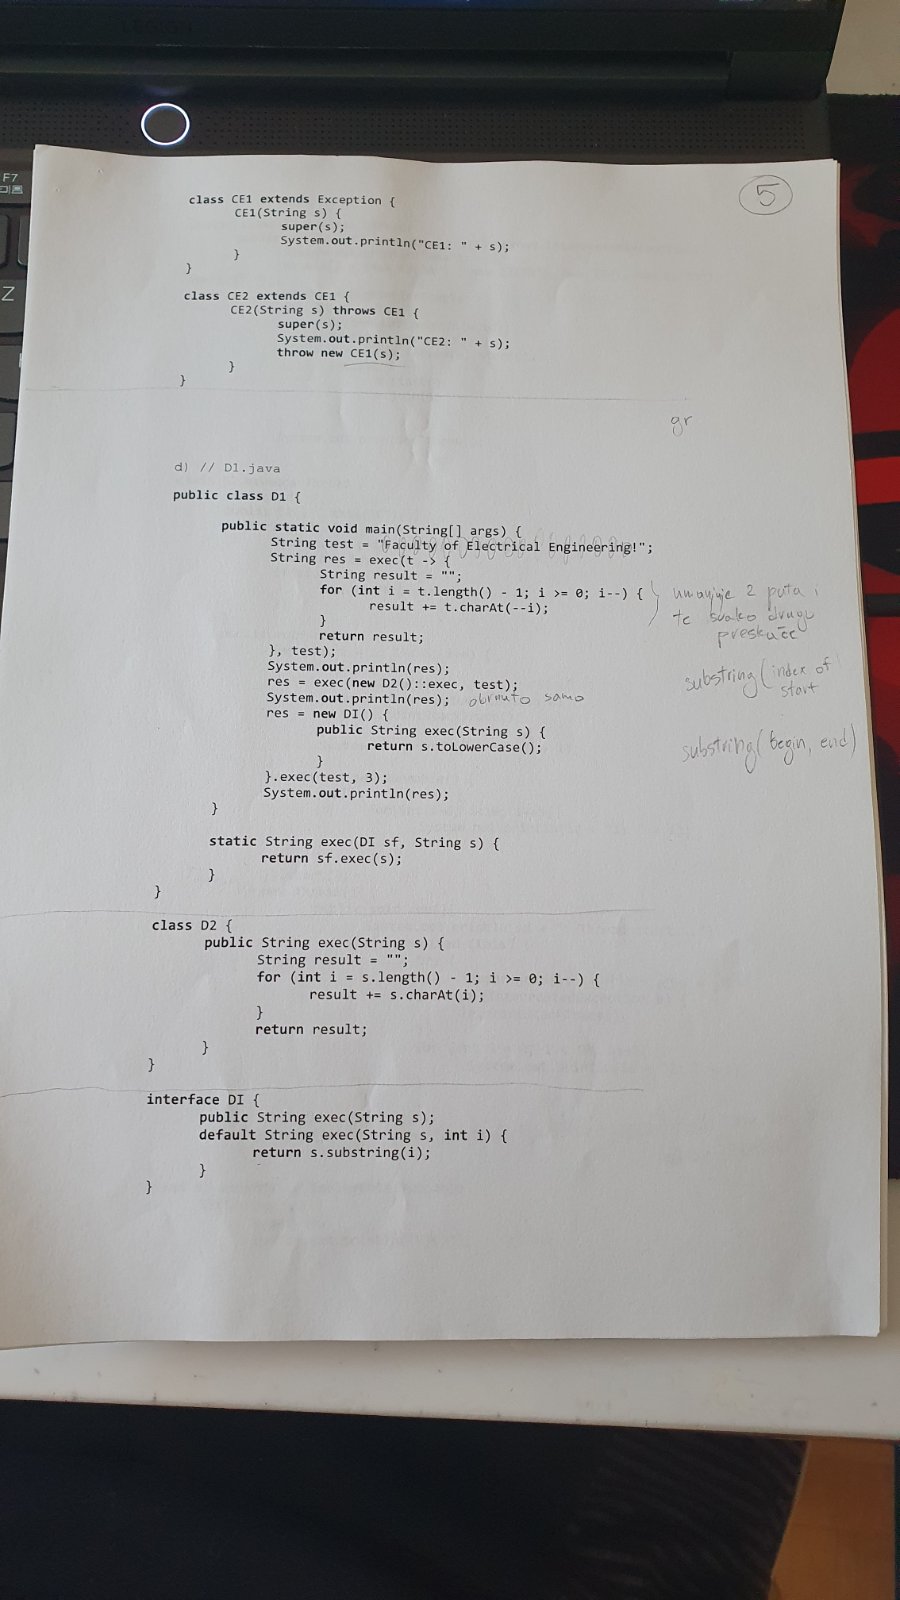 F7
Z
5
class CE1 extends Exception {
CE1(String s) {
super(s);
System.out.println("CE1: " + s);
}
}
class CE2 extends CE1 {
CE2(String s) throws CE1 {
super(s);
System.out.println("CE2: " + s);
throw new CE1(s);
}
}
gr
d) // D1.java
public class D1 {
public static void main(String[] args) {
String test = "Faculty of Electrical Engineering!";
String res = exec(t -> {
String result = "";
for (int i = t.length() - 1; i >= 0; i--) { umanjuje 2 puta i
result += t.charAt(--i); te svako drugo
} preskače
return result;
}, test);
System.out.println(res);
res = exec(new D2()::exec, test); substring(index of start
System.out.println(res); obrnuto samo
res = new DI() {
public String exec(String s) {
return s.toLowerCase(); substring(begin, end)
}
}.exec(test, 3);
System.out.println(res);
}
static String exec(DI sf, String s) {
return sf.exec(s);
}
}
class D2 {
public String exec(String s) {
String result = "";
for (int i = s.length() - 1; i >= 0; i--) {
result += s.charAt(i);
}
return result;
}
}
interface DI {
public String exec(String s);
default String exec(String s, int i) {
return s.substring(i);
}
}